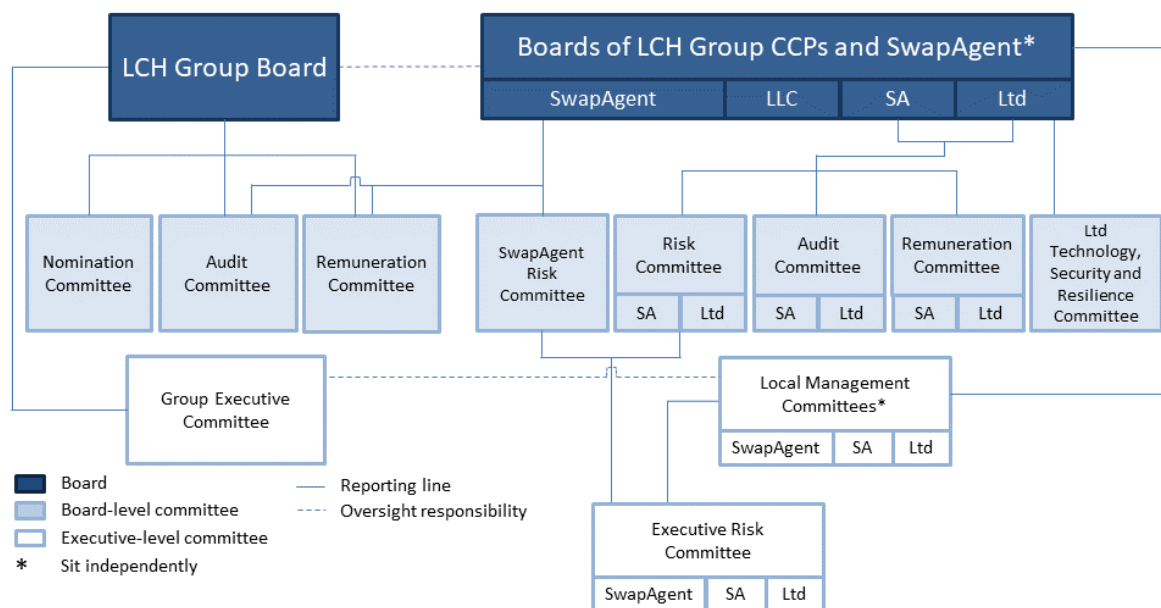 LCH Group Board
Boards of LCH Group CCPs and SwapAgent*
SwapAgent
LLC
SA
Ltd
Nomination
Committee
Audit
Committee
Remuneration
Committee
SwapAgent
Risk
Committee
Risk
Committee
SA
Ltd
Audit
Committee
SA
Ltd
Remuneration
Committee
SA
Ltd
Ltd
Technology,
Security and
Resilience
Committee
Group Executive
Committee
Local Management
Committees*
SwapAgent
SA
Ltd
Board
Board-level committee
Executive-level committee
* Sit independently
Reporting line
Oversight responsibility
Executive Risk
Committee
SwapAgent
SA
Ltd